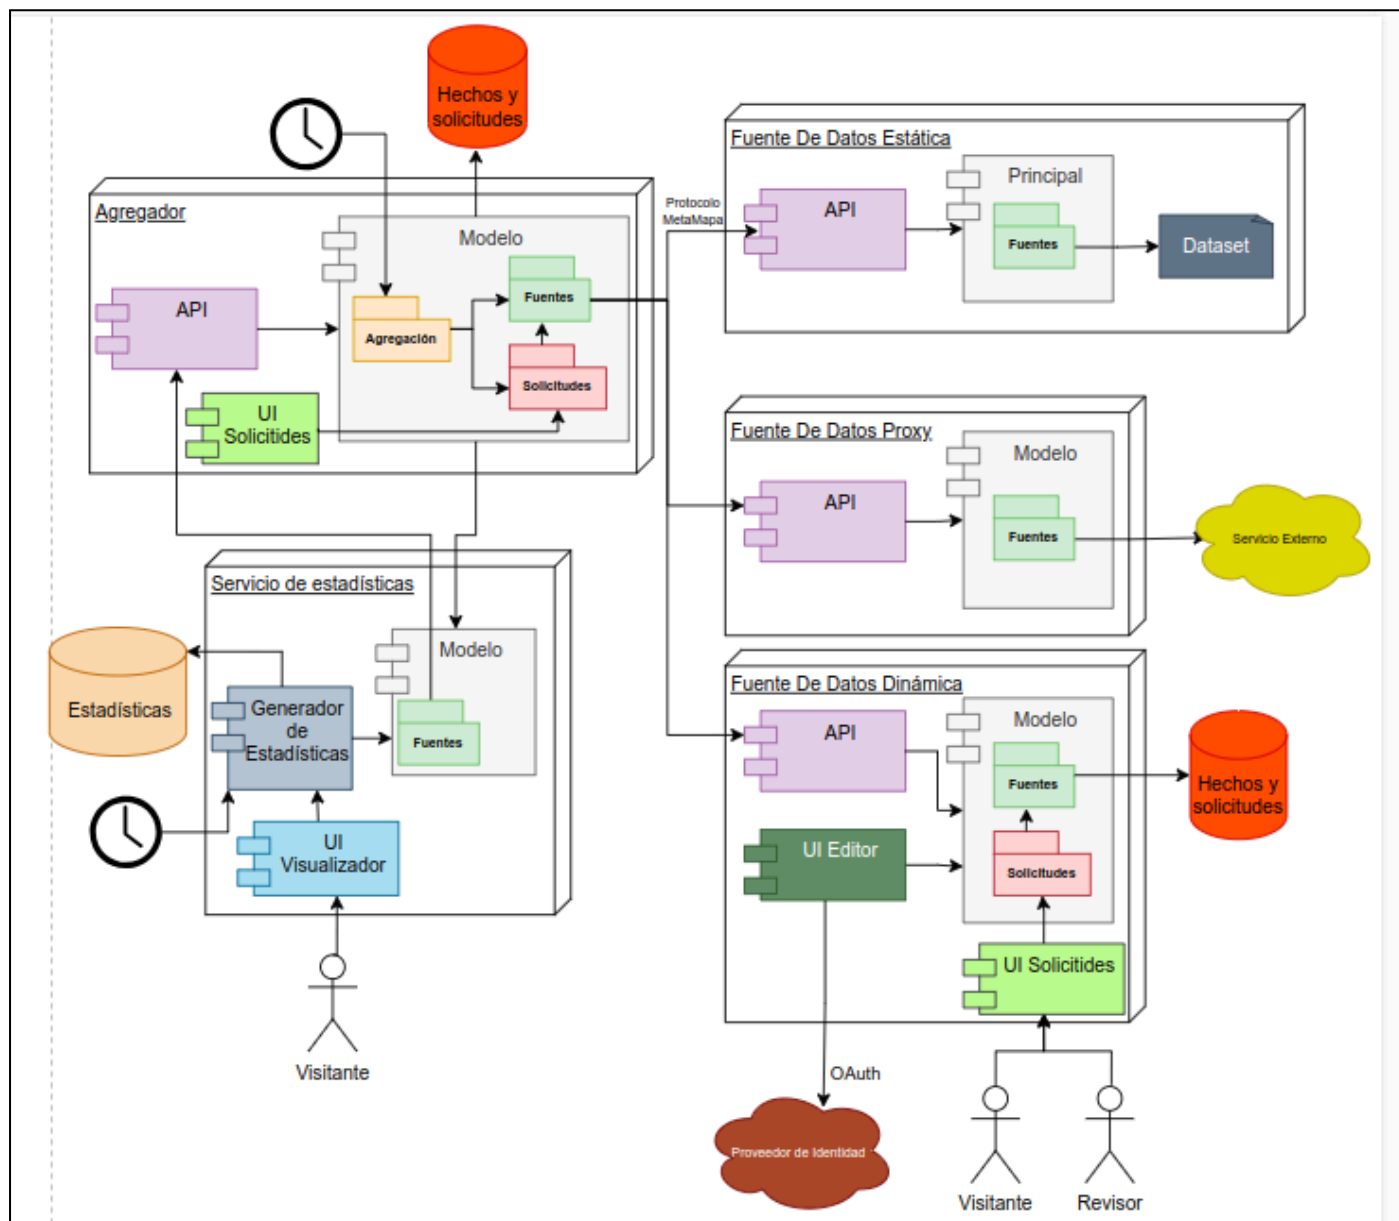 Hechos y
solicitudes
Agregador
Modelo
API
Agregación
Fuentes
Solicitudes
UI
Solicitides
Protocolo
MetaMapa
Fuente De Datos Estática
API
Principal
Fuentes
Dataset
Fuente De Datos Proxy
API
Modelo
Fuentes
Servicio Externo
Servicio de estadísticas
Estadísticas
Generador
de
Estadísticas
Modelo
Fuentes
UI
Visualizador
Visitante
Fuente De Datos Dinámica
API
Modelo
Fuentes
Hechos y
solicitudes
UI Editor
Solicitudes
UI Solicitides
OAuth
Proveedor de Identidad
Visitante
Revisor